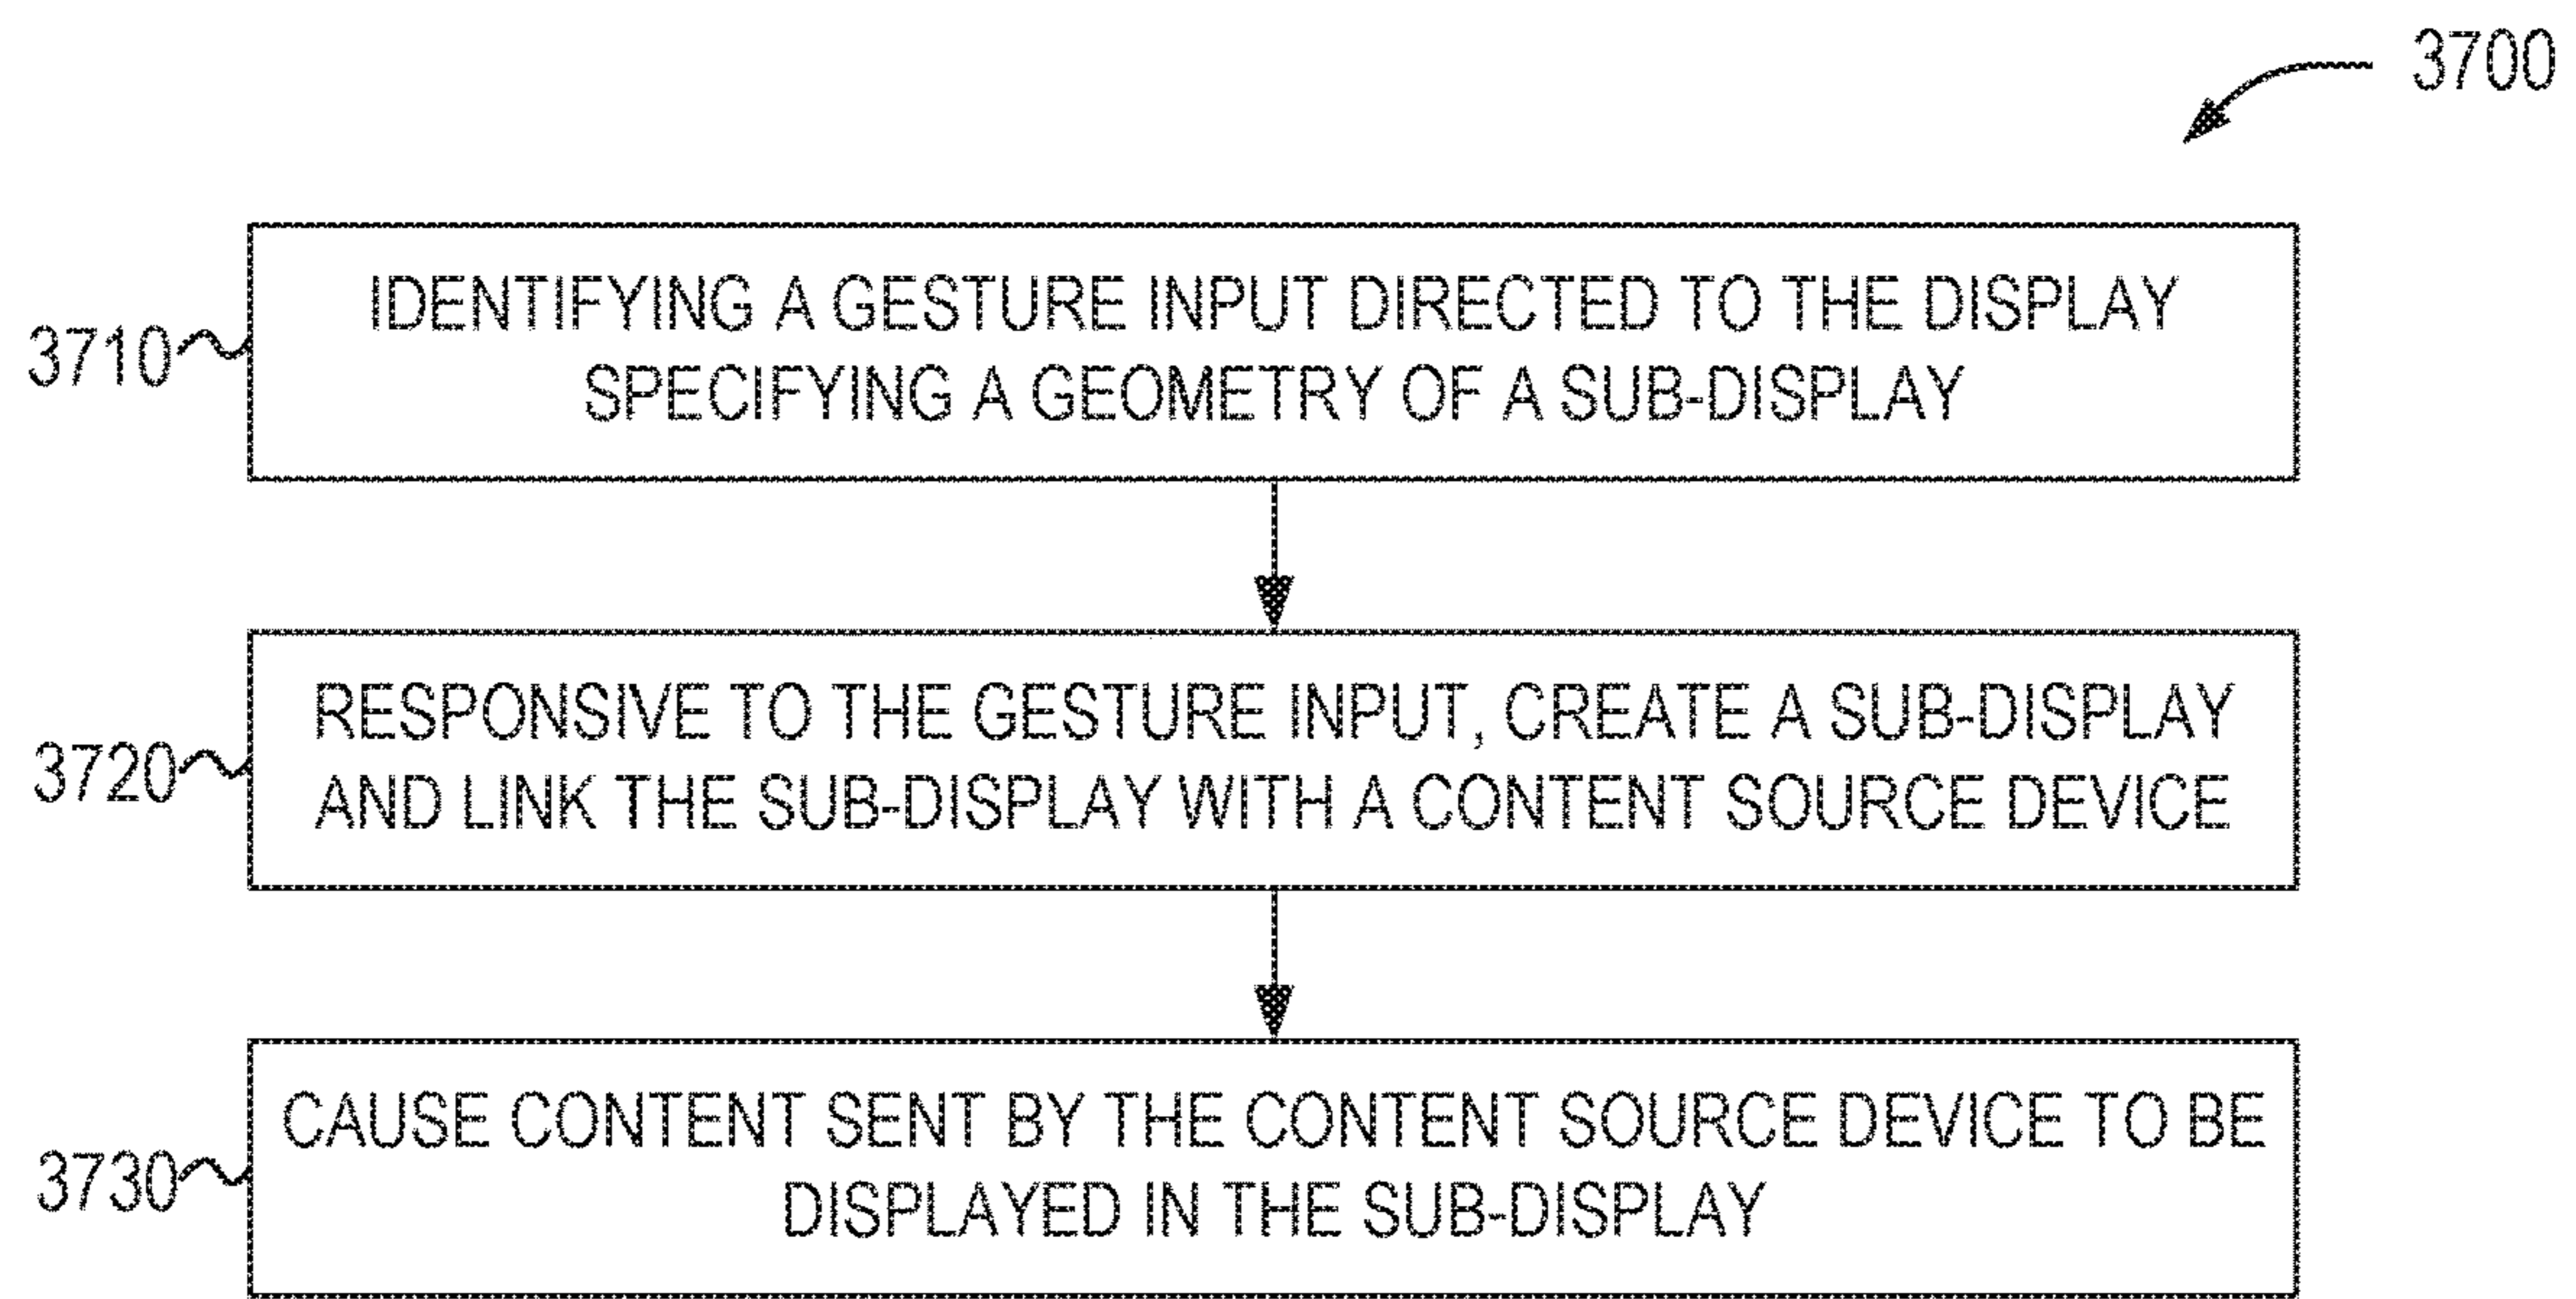 3700
IDENTIFYING A GESTURE INPUT DIRECTED TO THE DISPLAY
SPECIFYING A GEOMETRY OF A SUB-DISPLAY
3710
RESPONSIVE TO THE GESTURE INPUT, CREATE A SUB-DISPLAY
AND LINK THE SUB-DISPLAY WITH A CONTENT SOURCE DEVICE
3720
CAUSE CONTENT SENT BY THE CONTENT SOURCE DEVICE TO BE
DISPLAYED IN THE SUB-DISPLAY
3730